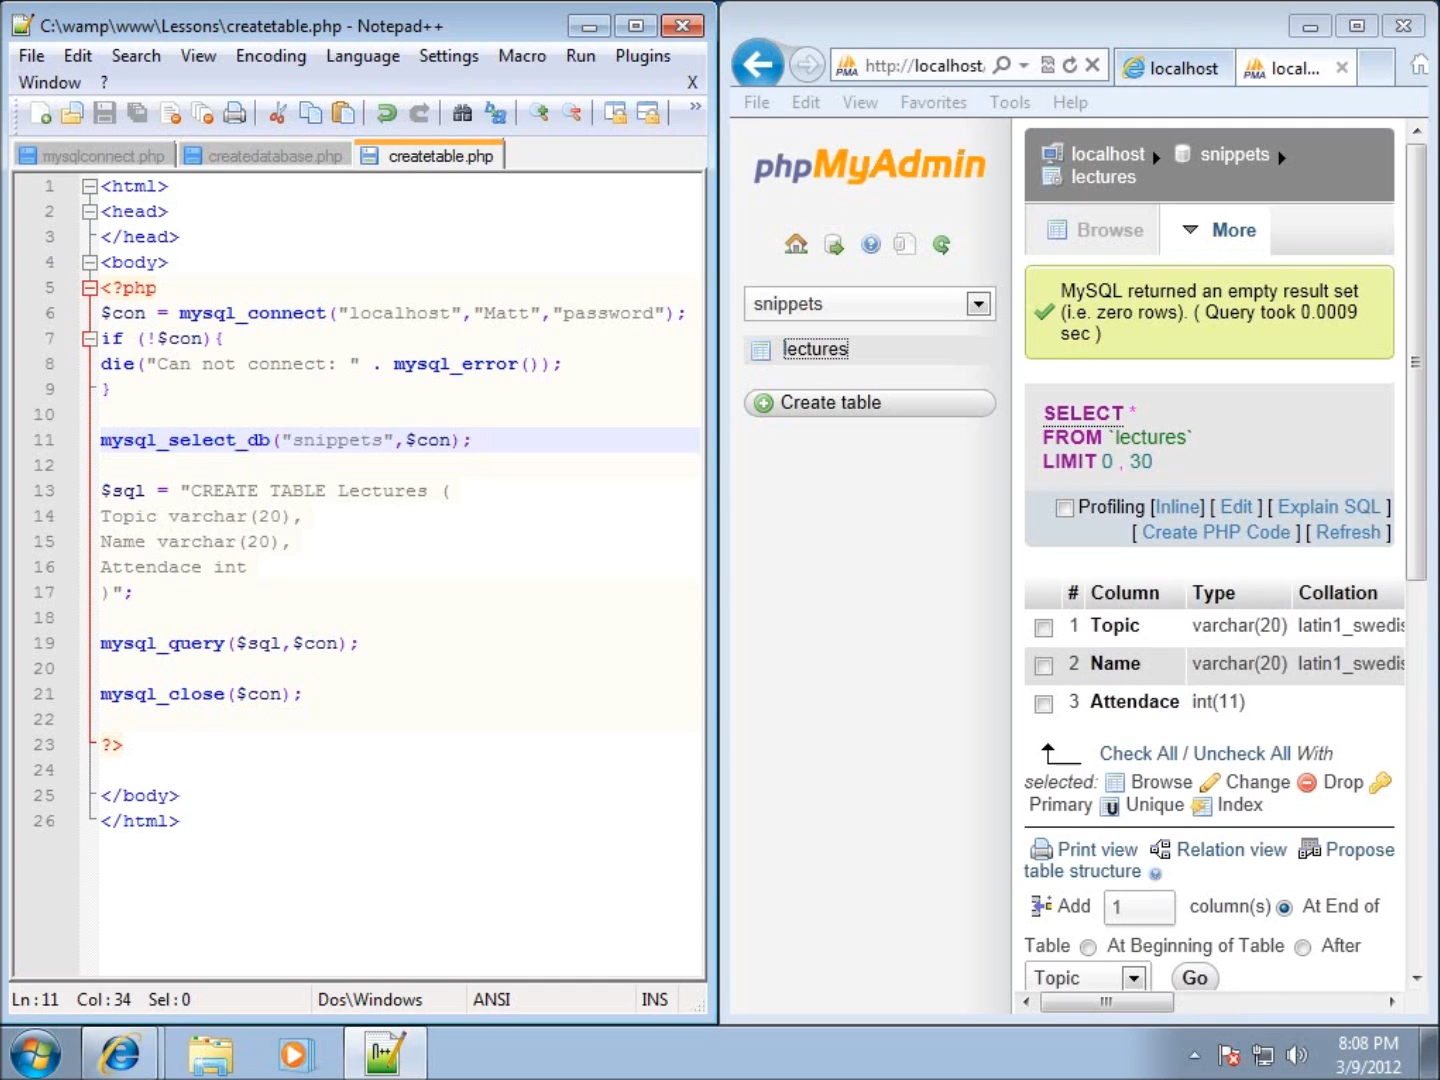 C:\wamp\www\Lessons\createtable.php - Notepad++
File Edit Search View Encoding Language Settings Macro Run Plugins
Window ? X
mysqlconnect.php createdatabase.php createtable.php
1 <html>
2 <head>
3 </head>
4 <body>
5 <?php
6 $con = mysql_connect("localhost","Matt","password");
7 if (!$con){
8 die("Can not connect: " . mysql_error());
9 }
10
11 mysql_select_db("snippets",$con);
12
13 $sql = "CREATE TABLE Lectures (
14 Topic varchar(20),
15 Name varchar(20),
16 Attendace int
17 )";
18
19 mysql_query($sql,$con);
20
21 mysql_close($con);
22
23 ?>
24
25 </body>
26 </html>
Ln:11 Col:34 Sel:0 Dos\Windows ANSI INS
PMA http://localhost localhost PMA local...
File Edit View Favorites Tools Help
phpMyAdmin
snippets
lectures
Create table
localhost snippets
lectures
Browse More
MySQL returned an empty result set
(i.e. zero rows). ( Query took 0.0009
sec )
SELECT *
FROM `lectures`
LIMIT 0 , 30
Profiling [Inline] [ Edit ] [ Explain SQL ]
[ Create PHP Code ] [ Refresh ]
# Column Type Collation
1 Topic varchar(20) latin1_swedis
2 Name varchar(20) latin1_swedis
3 Attendace int(11)
Check All / Uncheck All With
selected: Browse Change Drop
Primary U Unique Index
Print view Relation view Propose
table structure
Add 1 column(s) At End of
Table At Beginning of Table After
Topic Go
8:08 PM
3/9/2012